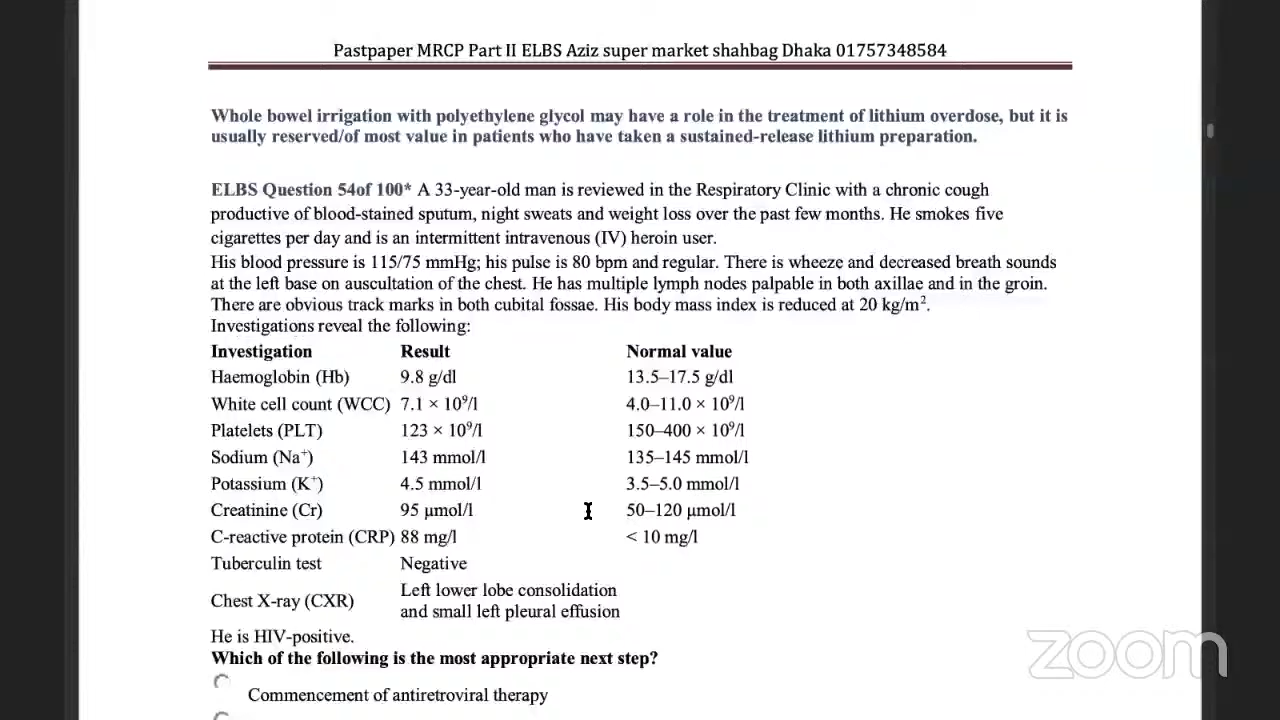 Pastpaper MRCP Part II ELBS Aziz super market shahbag Dhaka 01757348584
Whole bowel irrigation with polyethylene glycol may have a role in the treatment of lithium overdose, but it is
usually reserved/of most value in patients who have taken a sustained-release lithium preparation.
ELBS Question 54of 100* A 33-year-old man is reviewed in the Respiratory Clinic with a chronic cough
productive of blood-stained sputum, night sweats and weight loss over the past few months. He smokes five
cigarettes per day and is an intermittent intravenous (IV) heroin user.
His blood pressure is 115/75 mmHg; his pulse is 80 bpm and regular. There is wheeze and decreased breath sounds
at the left base on auscultation of the chest. He has multiple lymph nodes palpable in both axillae and in the groin.
There are obvious track marks in both cubital fossae. His body mass index is reduced at 20 kg/m².
Investigations reveal the following:
Investigation Result Normal value
Haemoglobin (Hb) 9.8 g/dl 13.5–17.5 g/dl
White cell count (WCC) 7.1 × 10⁹/l 4.0–11.0 × 10⁹/l
Platelets (PLT) 123 × 10⁹/l 150–400 × 10⁹/l
Sodium (Na⁺) 143 mmol/l 135–145 mmol/l
Potassium (K⁺) 4.5 mmol/l 3.5–5.0 mmol/l
Creatinine (Cr) 95 µmol/l 50–120 µmol/l
C-reactive protein (CRP) 88 mg/l < 10 mg/l
Tuberculin test Negative
Chest X-ray (CXR) Left lower lobe consolidation
and small left pleural effusion
He is HIV-positive.
Which of the following is the most appropriate next step?
Commencement of antiretroviral therapy
zoom